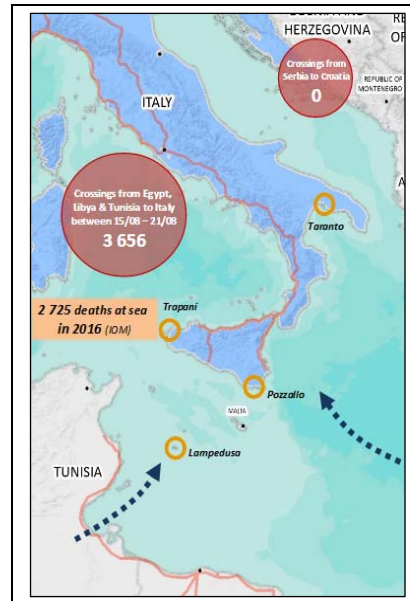 HERZEGOVINA
Crossings from
Serbia to Croatia
0
REPUBLIC OF
MONTENEGRO
ITALY
Crossings from Egypt,
Libya & Tunisia to Italy
between 15/08 – 21/08
3 656
Taranto
2 725 deaths at sea
in 2016 (IOM)
Trapani
Pozzallo
MALTA
Lampedusa
TUNISIA